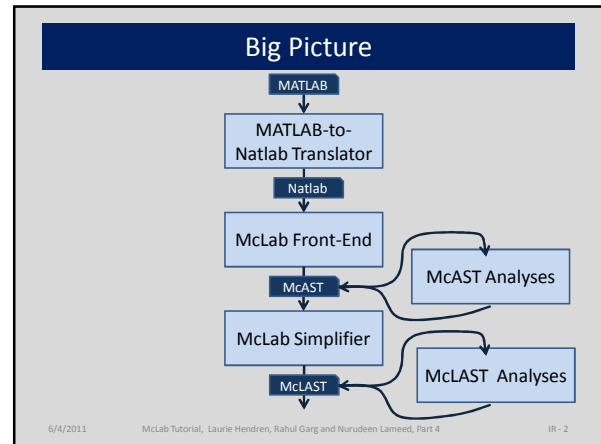 Big Picture
MATLAB
MATLAB-to-
Natlab Translator
Natlab
McLab Front-End
McAST
McAST Analyses
McLab Simplifier
McLAST
McLAST Analyses
6/4/2011
McLab Tutorial, Laurie Hendren, Rahul Garg and Nurudeen Lameed, Part 4
IR - 2